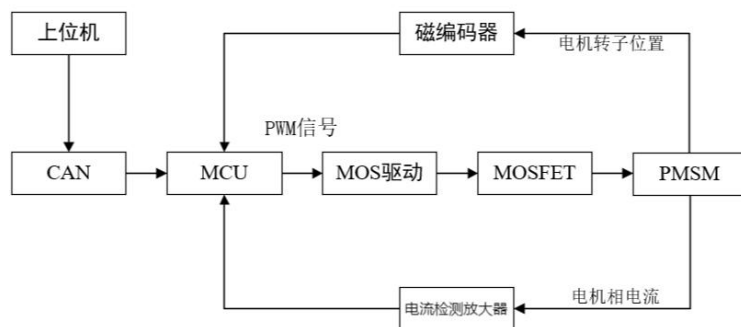 上位机
磁编码器
电机转子位置
PWM信号
CAN
MCU
MOS驱动
MOSFET
PMSM
电流检测放大器
电机相电流